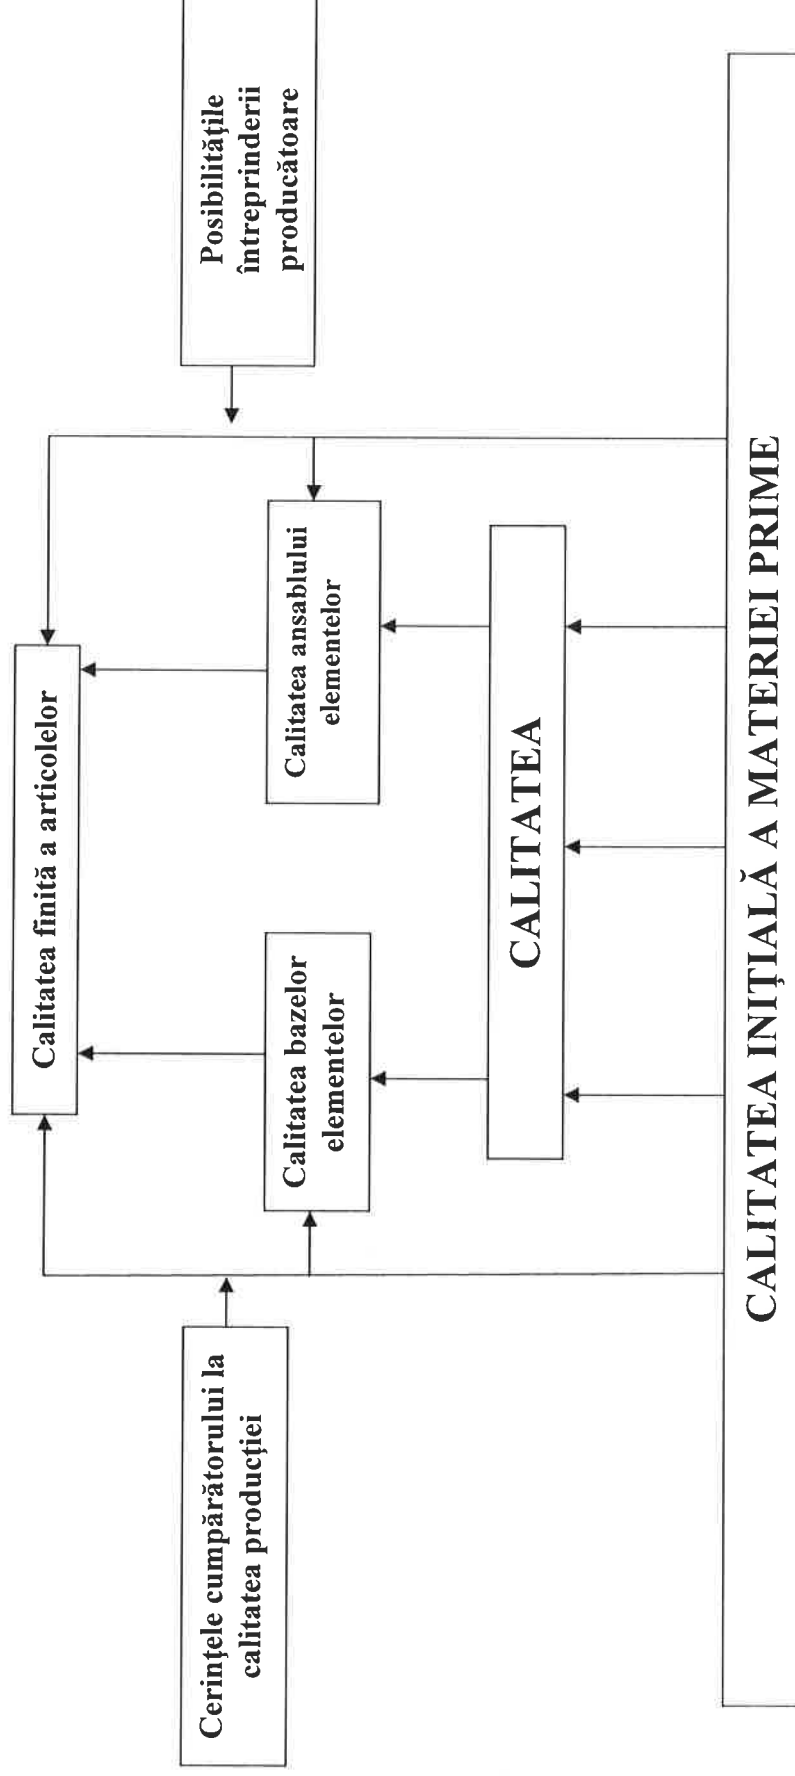 Calitatea finită a articolelor
Cerințele cumpărătorului la
calitatea producției
Posibilitățile
întreprinderii
producătoare
Calitatea bazelor
elementelor
Calitatea ansablului
elementelor
CALITATEA
CALITATEA INIȚIALĂ A MATERIEI PRIME